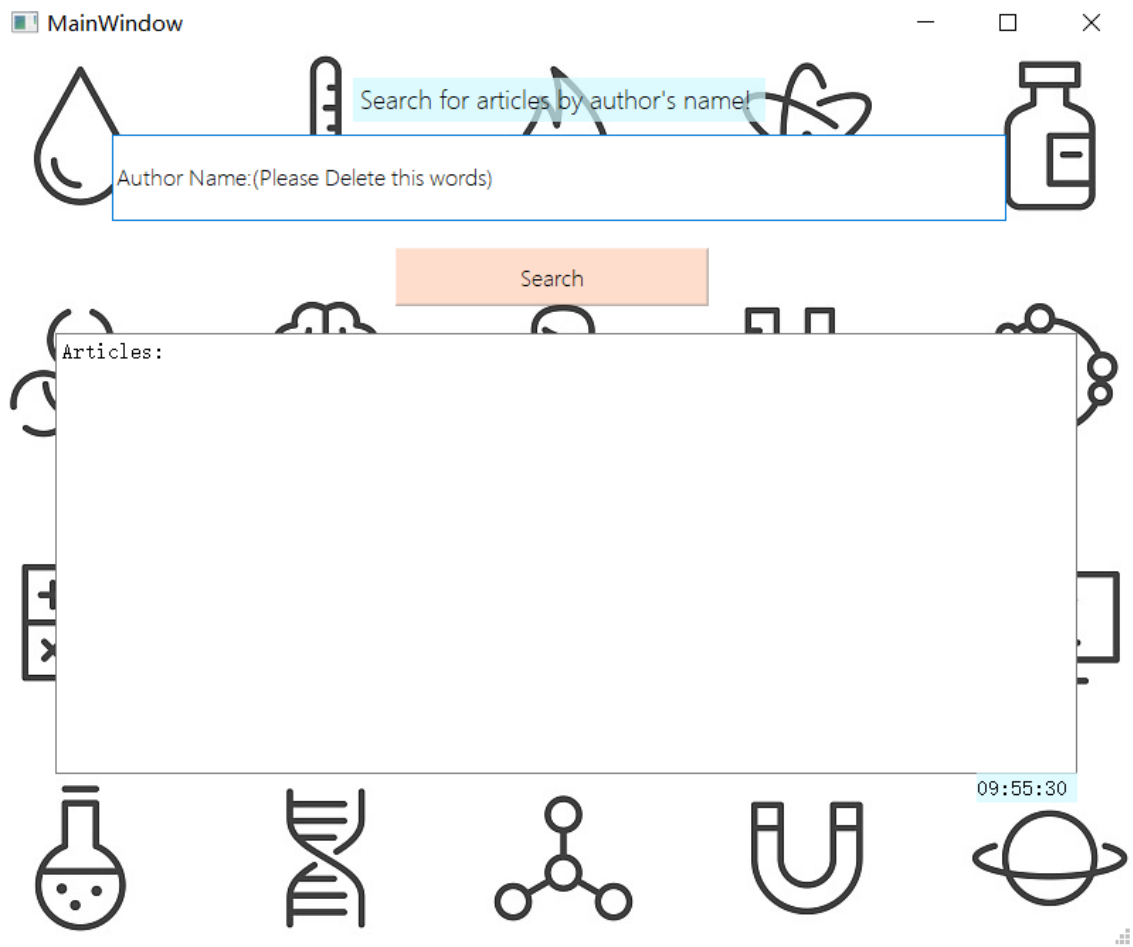 MainWindow
Search for articles by author's name!
Author Name:(Please Delete this words)
Search
Articles:
09:55:30